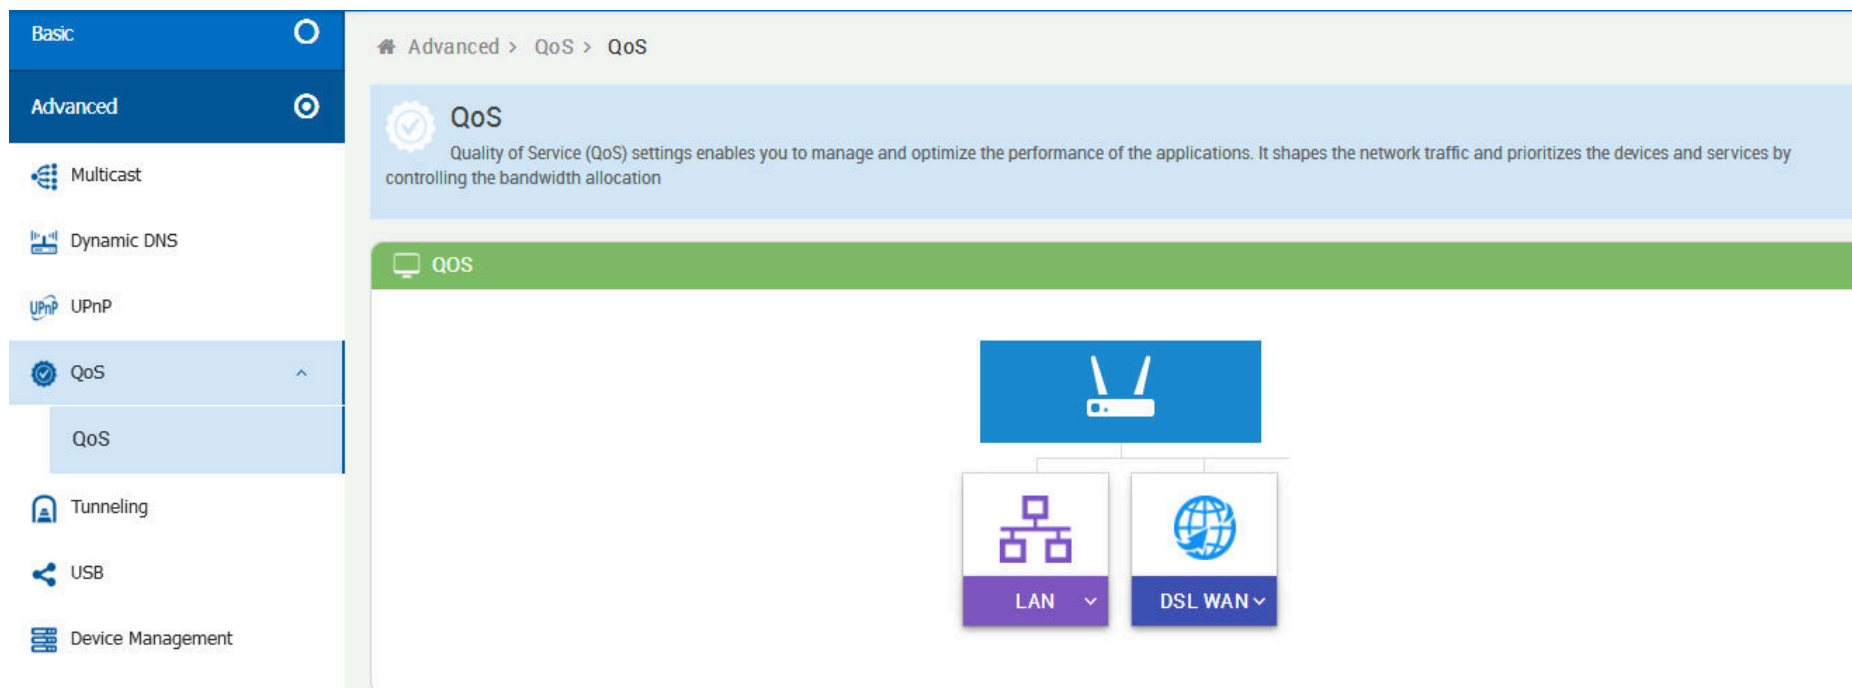 Basic
Advanced
Multicast
Dynamic DNS
UPnP UPnP
QoS
QoS
Tunneling
USB
Device Management
Advanced > QoS > QoS
QoS
Quality of Service (QoS) settings enables you to manage and optimize the performance of the applications. It shapes the network traffic and prioritizes the devices and services by
controlling the bandwidth allocation
QOS
LAN
DSL WAN